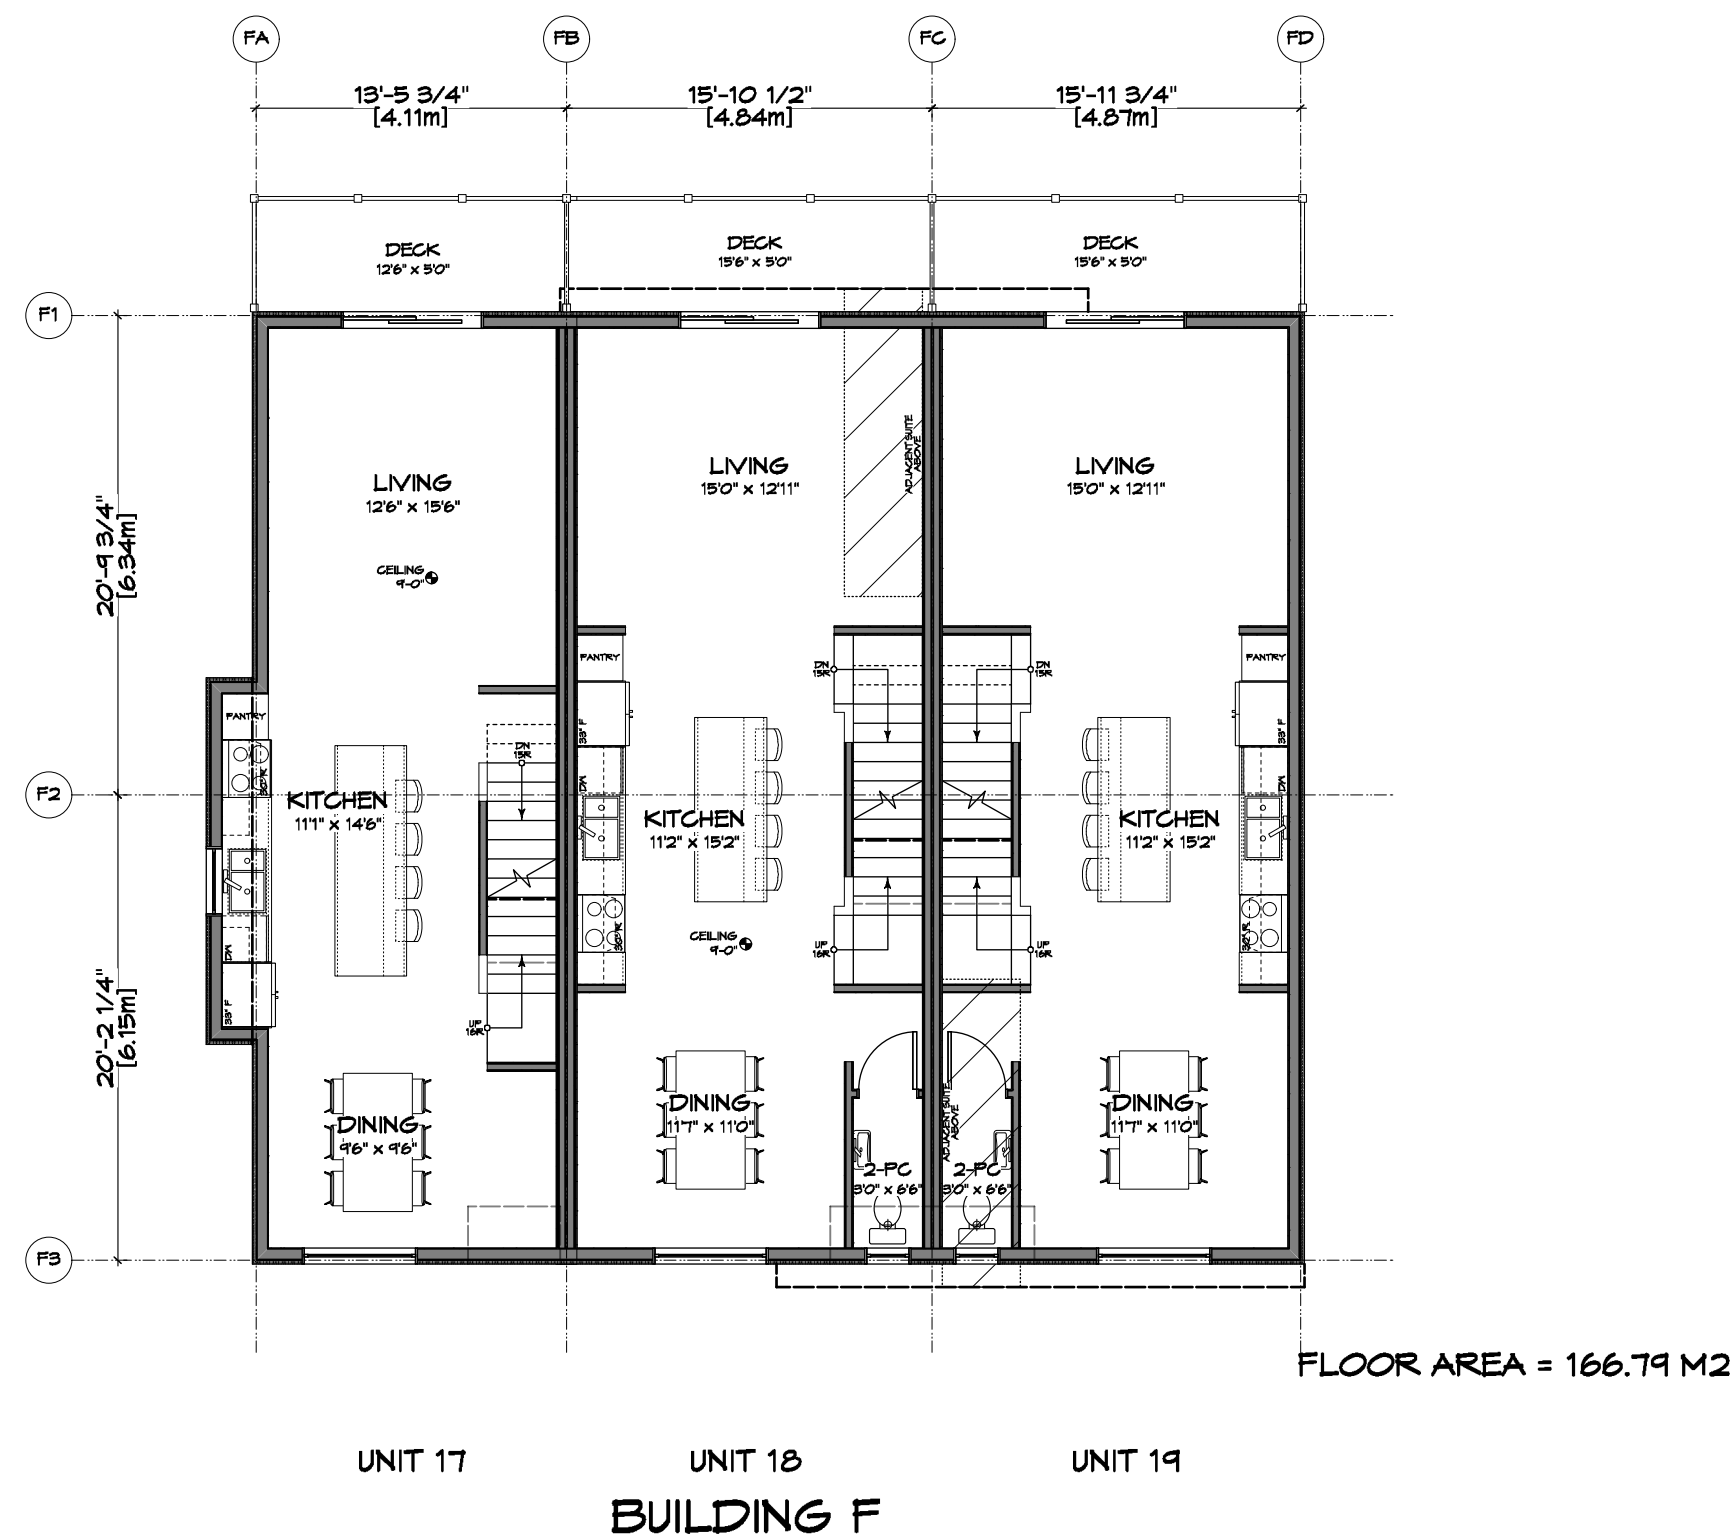 FA
FB
FC
FD
13'-5 3/4"
[4.11m]
15'-10 1/2"
[4.84m]
15'-11 3/4"
[4.87m]
DECK
12'6" x 5'0"
DECK
15'6" x 5'0"
DECK
15'6" x 5'0"
F1
20'-9 3/4"
[6.34m]
LIVING
12'6" x 15'6"
CEILING
9'-0"
LIVING
15'0" x 12'11"
ADJACENT SUITE
ABOVE
LIVING
15'0" x 12'11"
PANTRY
PANTRY
PANTRY
DN
15R
DN
15R
DN
15R
33" F
33" F
DW
DW
30" R
F2
KITCHEN
11'1" x 14'6"
KITCHEN
11'2" x 15'2"
KITCHEN
11'2" x 15'2"
30" R
30" R
CEILING
9'-0"
UP
16R
UP
16R
DW
33" F
UP
16R
20'-2 1/4"
[6.15m]
DINING
9'6" x 9'6"
DINING
11'7" x 11'0"
DINING
11'7" x 11'0"
ADJACENT SUITE
ABOVE
2-PC
3'0" x 6'6"
2-PC
3'0" x 6'6"
F3
FLOOR AREA = 166.79 M2
UNIT 17
UNIT 18
UNIT 19
BUILDING F